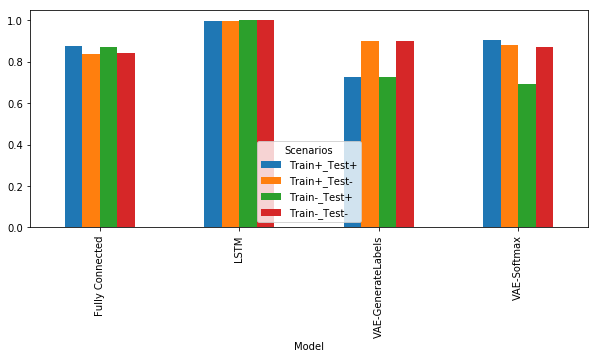 1.0
0.8
0.6
0.4
0.2
0.0
Scenarios
Train+_Test+
Train+_Test-
Train-_Test+
Train-_Test-
Fully Connected
LSTM
VAE-GenerateLabels
VAE-Softmax
Model